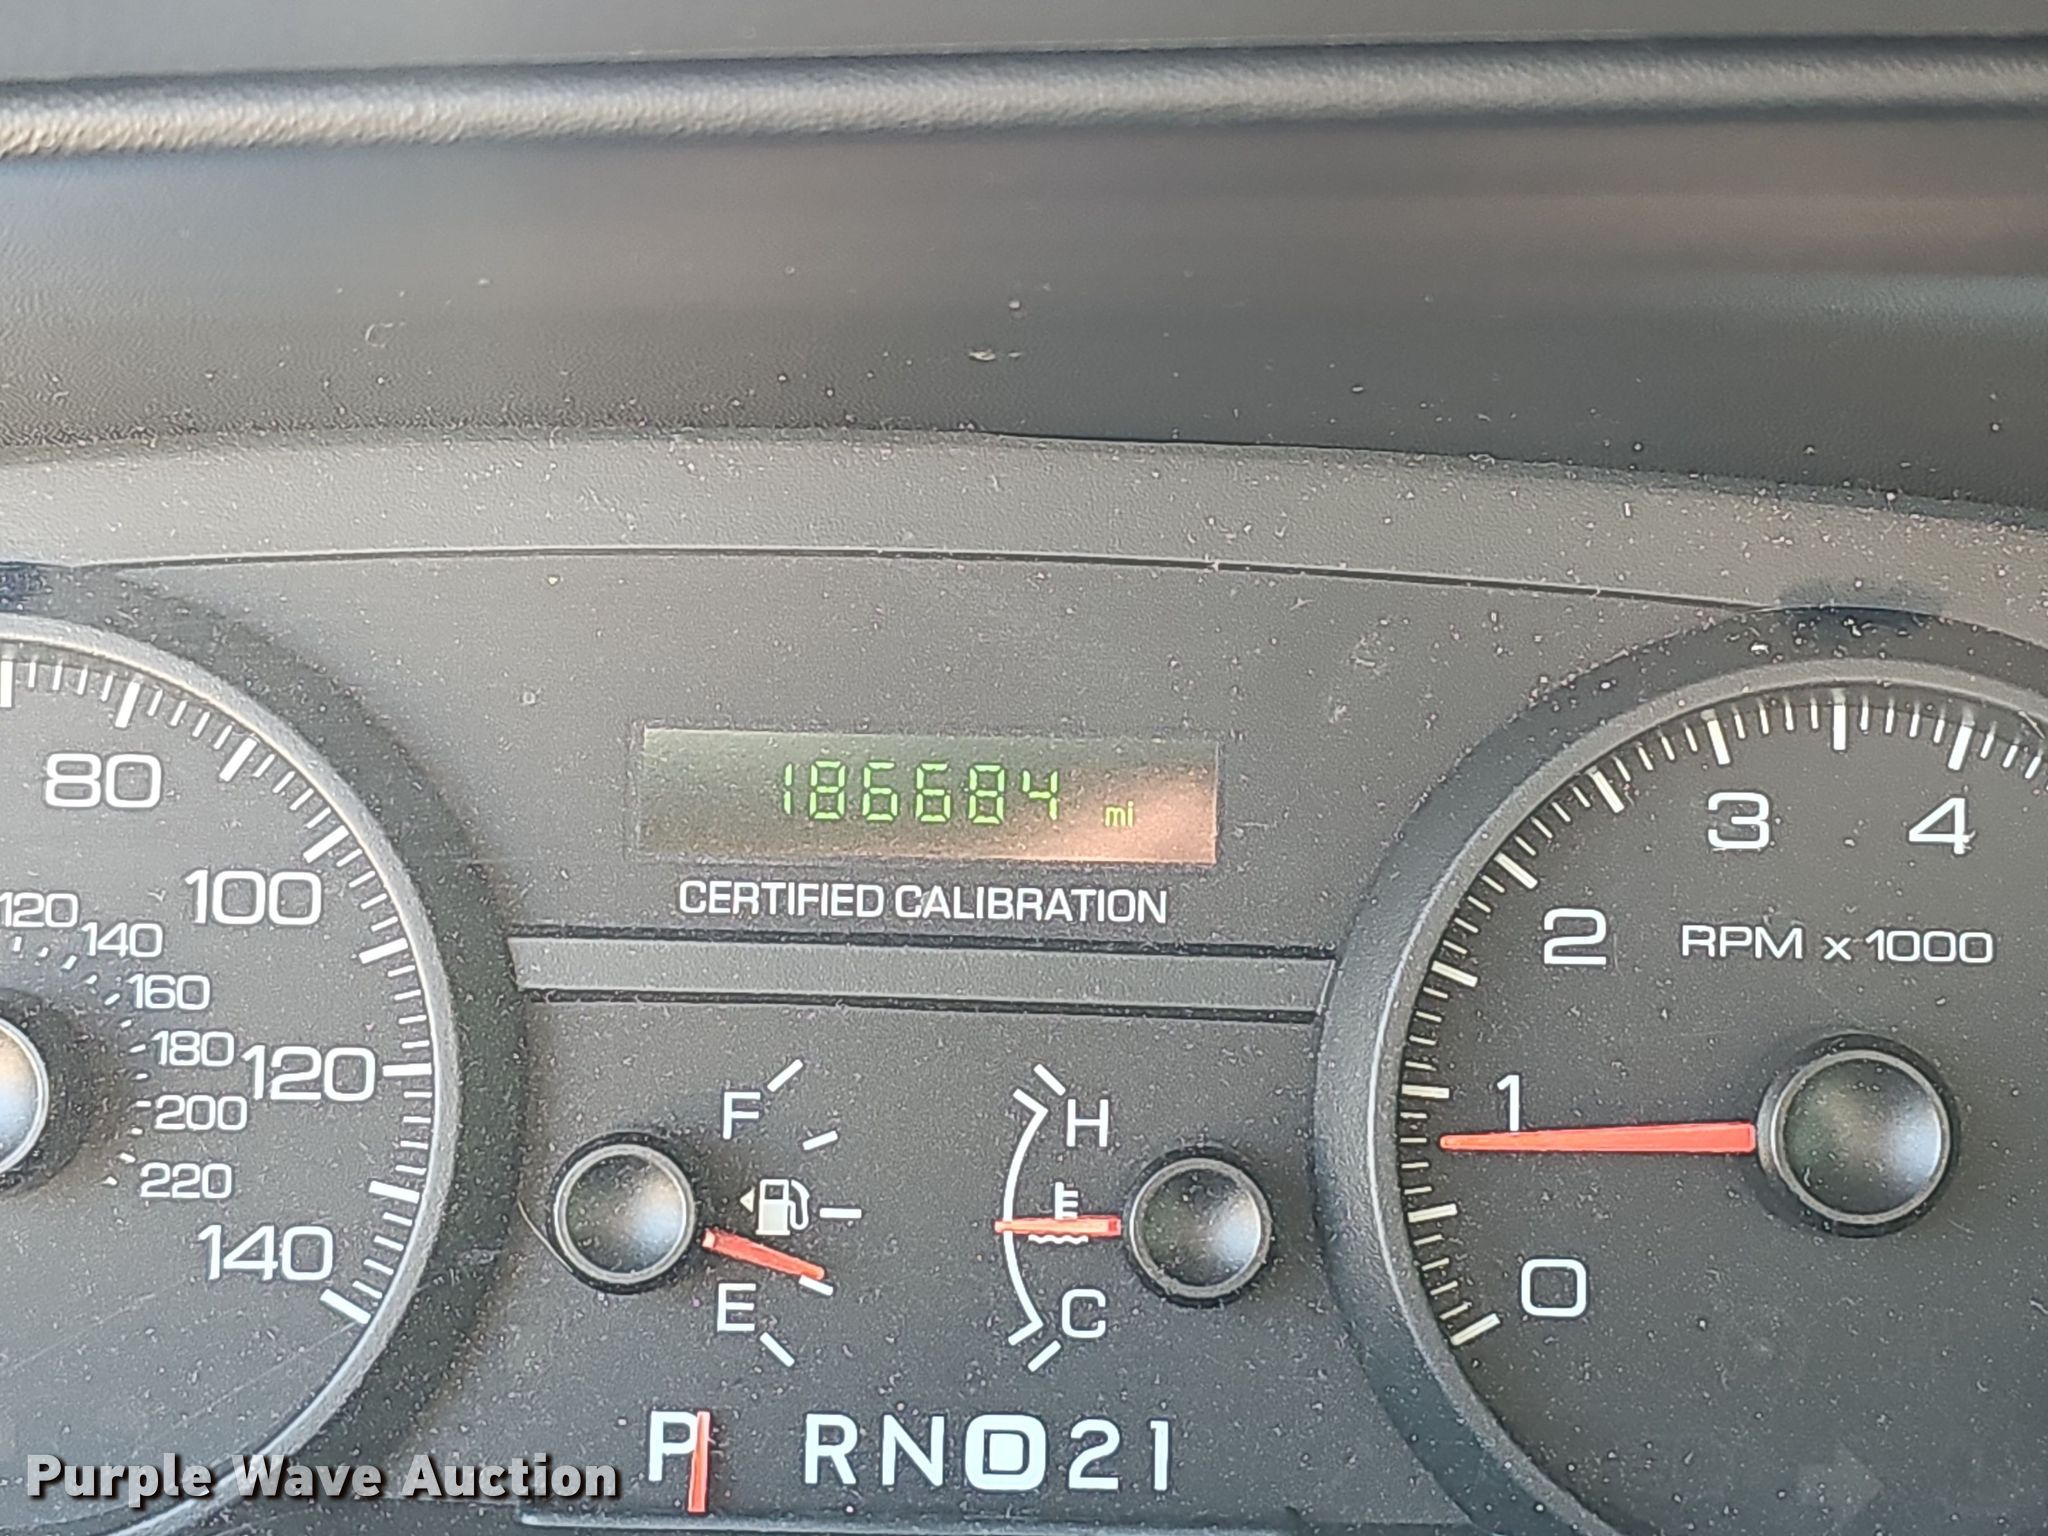 186684 mi
CERTIFIED CALIBRATION
80
100
120
140
120
140
160
180
200
220
F
E
H
C
2
3
4
RPM x 1000
1
0
P RND21
Purple Wave Auction